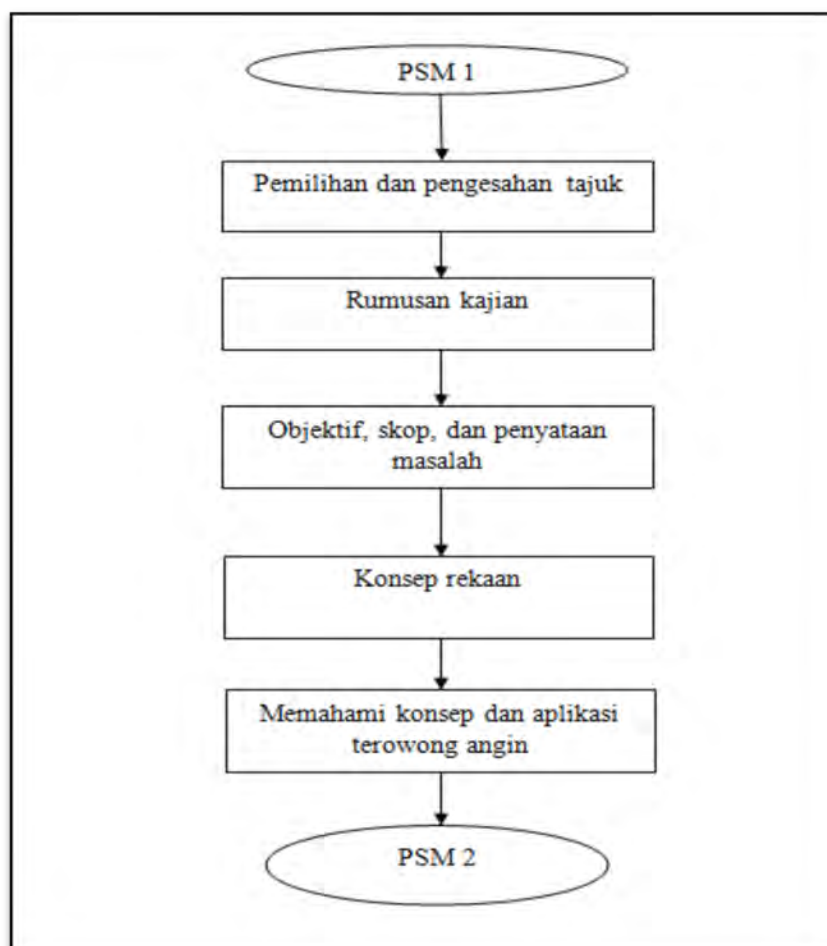 PSM 1
Pemilihan dan pengesahan tajuk
Rumusan kajian
Objektif, skop, dan penyataan
masalah
Konsep rekaan
Memahami konsep dan aplikasi
terowong angin
PSM 2